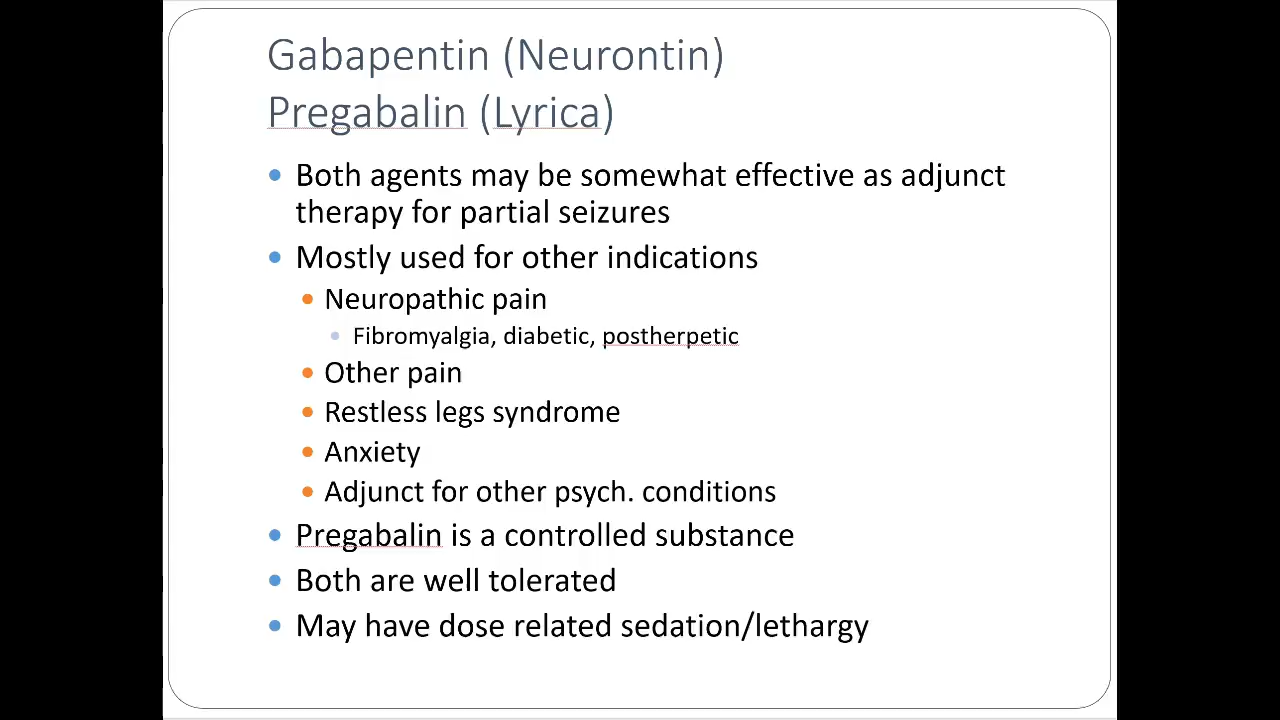 Gabapentin (Neurontin)
Pregabalin (Lyrica)
Both agents may be somewhat effective as adjunct
therapy for partial seizures
Mostly used for other indications
Neuropathic pain
Fibromyalgia, diabetic, postherpetic
Other pain
Restless legs syndrome
Anxiety
Adjunct for other psych. conditions
Pregabalin is a controlled substance
Both are well tolerated
May have dose related sedation/lethargy